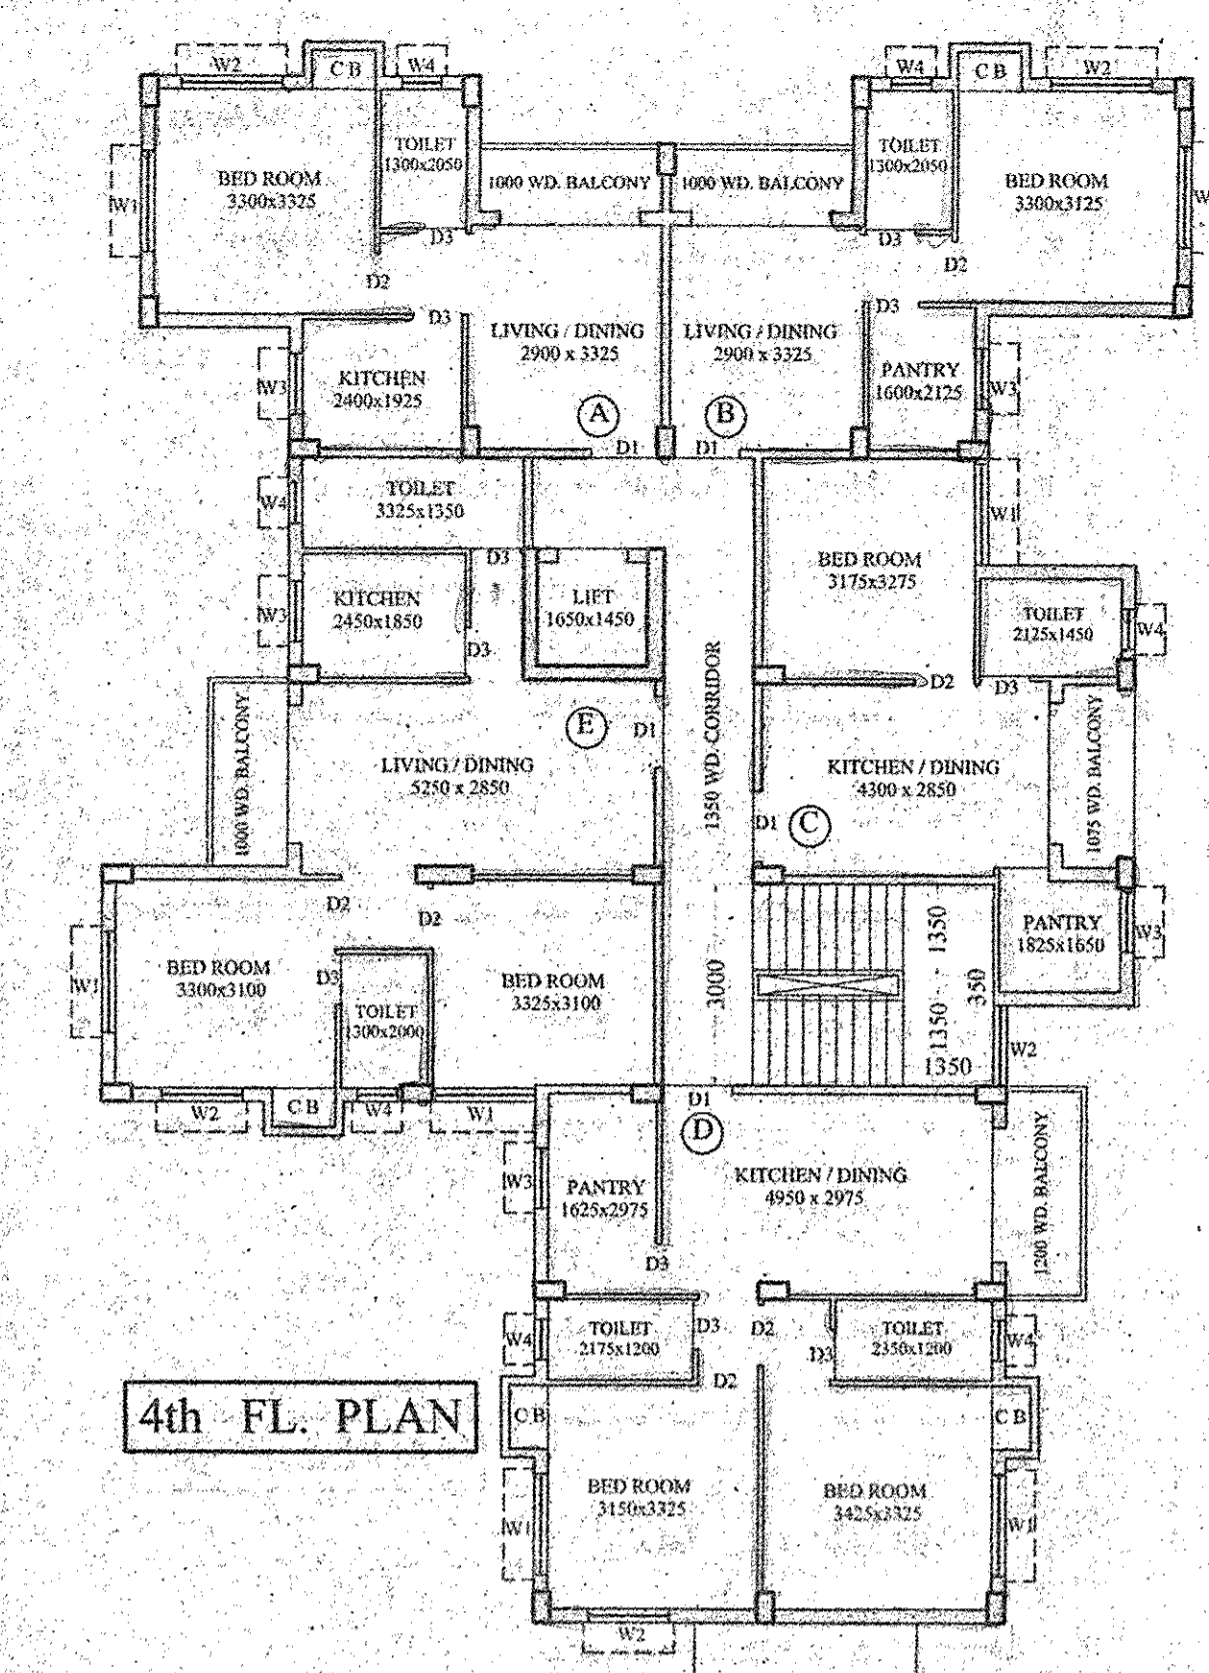 W2
C B
W4
W4
C B
W2
TOILET
1300x2050
TOILET
1300x2050
BED ROOM
3300x3325
1000 WD. BALCONY
1000 WD. BALCONY
BED ROOM
3300x3125
W1
W
D3
D3
D2
D2
D3
D3
LIVING / DINING
2900 x 3325
LIVING / DINING
2900 x 3325
KITCHEN
2400x1925
PANTRY
1600x2125
W3
W3
A
B
D1
D1
TOILET
3325x1350
W4
W1
D3
BED ROOM
3175x3275
KITCHEN
2450x1850
LIFT
1650x1450
W3
TOILET
2125x1450
W4
D3
D2
D3
1350 WD. CORRIDOR
E
D1
1000 WD. BALCONY
LIVING / DINING
5250 x 2850
KITCHEN / DINING
4300 x 2850
1075 WD. BALCONY
D1
C
D2
D2
1350
PANTRY
1825x1650
W3
BED ROOM
3300x3100
D3
BED ROOM
3325x3100
3000
350
W1
TOILET
1300x2000
1350
W2
1350
W2
C B
W4
W1
D1
D
W3
PANTRY
1625x2975
KITCHEN / DINING
4950 x 2975
1200 WD. BALCONY
D3
W4
TOILET
2175x1200
D3
D2
D3
TOILET
2350x1200
W4
D2
4th FL. PLAN
C B
C B
BED ROOM
3150x3325
BED ROOM
3425x3325
W1
W1
W2